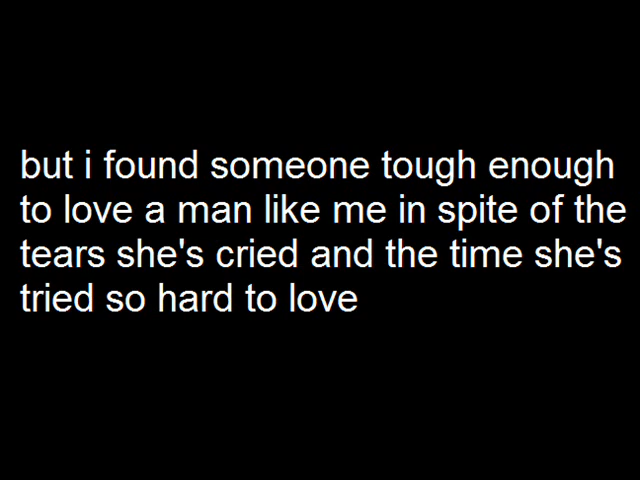 but i found someone tough enough
to love a man like me in spite of the
tears she's cried and the time she's
tried so hard to love